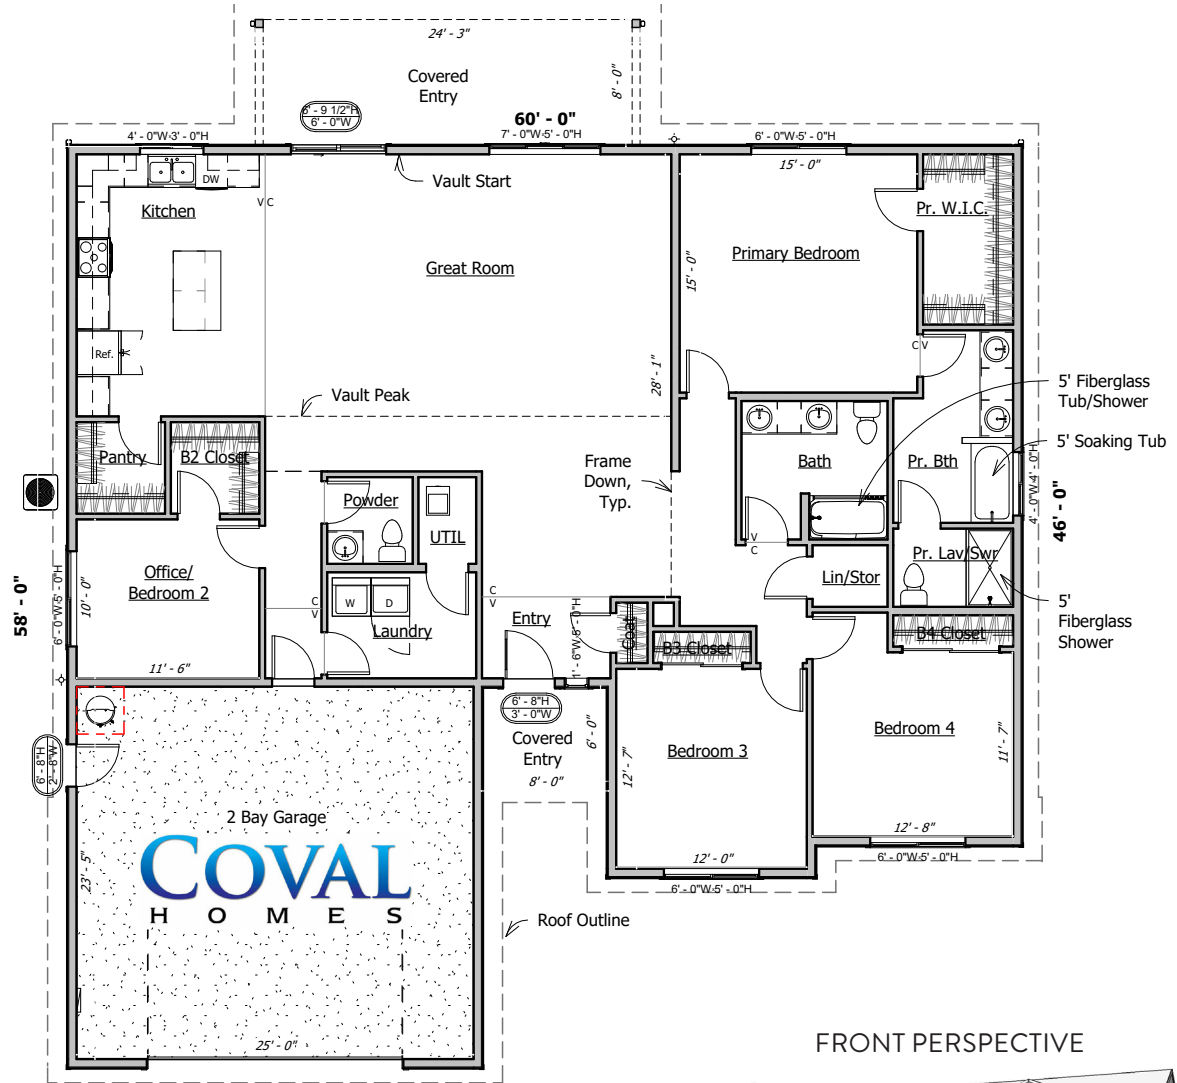 24' - 3"
Covered
Entry
8' - 0"
6' - 9 1/2"H
6' - 0"W
60' - 0"
4' - 0"W 3' - 0"H
7' - 0"W 5' - 0"H
6' - 0"W 5' - 0"H
15' - 0"
Vault Start
DW
V C
Kitchen
Pr. W.I.C.
Great Room
Primary Bedroom
15' - 0"
Ref.
C V
28' - 1"
Vault Peak
5' Fiberglass
Tub/Shower
5' Soaking Tub
Pantry
B2 Closet
Frame
Down,
Typ.
Bath
Pr. Bth
4' - 0"W 4' - 0"H
46' - 0"
Powder
UTIL
V
C
Pr. Lav/Swr
Office/
Bedroom 2
Lin/Stor
58' - 0"
6' - 0"W 5' - 0"H
10' - 0"
C
V
W
D
C
V
Entry
Laundry
1' - 6"W 5' - 0"H
Coat
B3 Closet
B4 Closet
5'
Fiberglass
Shower
11' - 6"
6' - 8"H
3' - 0"W
Covered
Entry
8' - 0"
6' - 0"
12' - 7"
Bedroom 3
Bedroom 4
11' - 7"
6' - 8"H
2' - 8"W
2 Bay Garage
12' - 8"
6' - 0"W 5' - 0"H
12' - 0"
6' - 0"W 5' - 0"H
23' - 5"
COVAL
HOMES
Roof Outline
25' - 0"
FRONT PERSPECTIVE